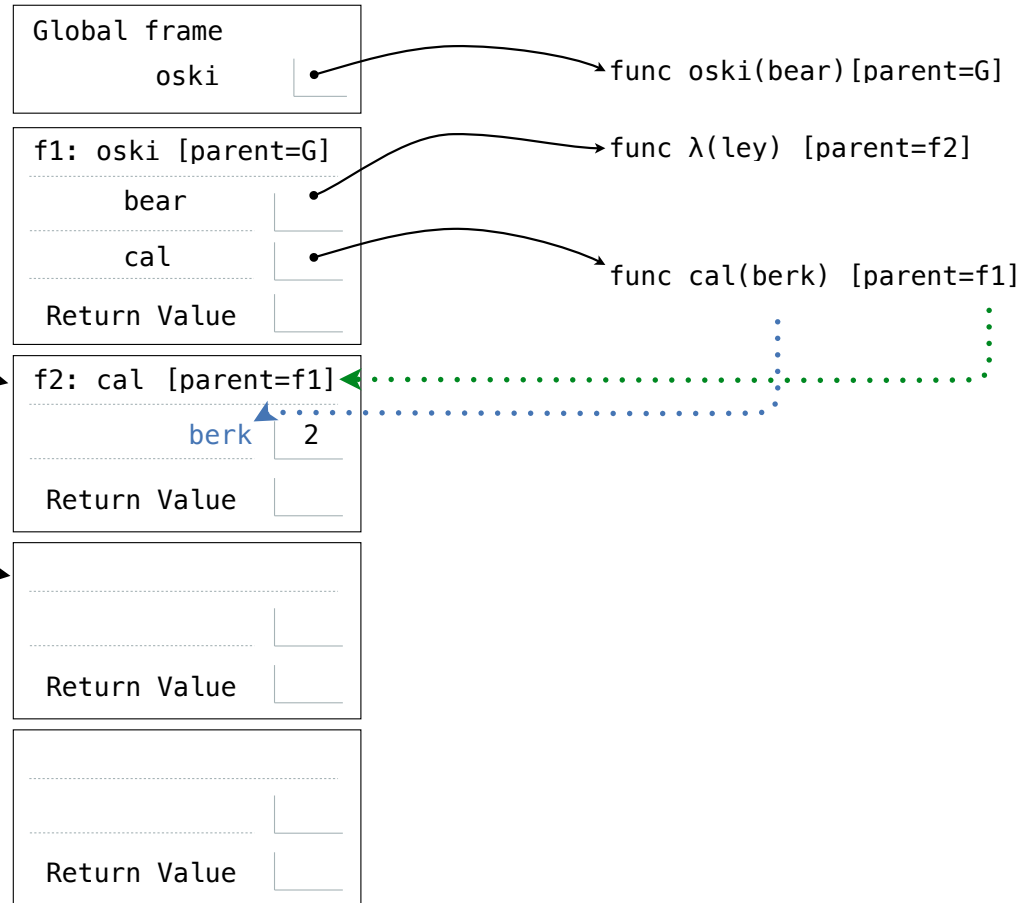 Global frame
oski
func oski(bear)[parent=G]
f1: oski [parent=G]
func λ(ley) [parent=f2]
bear
cal
func cal(berk) [parent=f1]
Return Value
f2: cal [parent=f1]
berk 2
Return Value
Return Value
Return Value